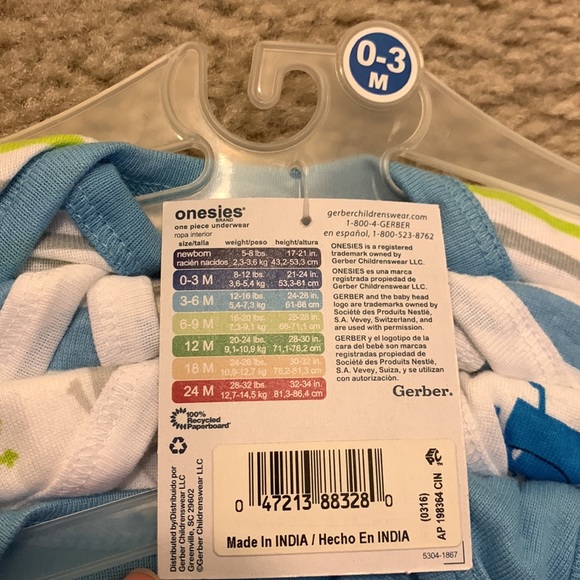 0-3
M
onesies®
BRAND
one piece underwear
ropa interior
size/talla weight/peso height/altura
newborn 5-8 lbs. 17-21 in.
recién nacidos 2,3-3,6 kg 43,2-53,3 cm
0-3 M 8-12 lbs. 21-24 in.
3,6-5,4 kg 53,3-61 cm
3-6 M 12-16 lbs. 24-26 in.
5,4-7,3 kg 61-66 cm
6-9 M 16-20 lbs. 26-28 in.
7,3-9,1 kg 66-71,1 cm
12 M 20-24 lbs. 28-30 in.
9,1-10,9 kg 71,1-76,2 cm
18 M 24-28 lbs. 30-32 in.
10,9-12,7 kg 76,2-81,3 cm
24 M 28-32 lbs. 32-34 in.
12,7-14,5 kg 81,3-86,4 cm
100%
Recycled
Paperboard™
Distributed by/Distribuido por
Gerber Childrenswear LLC
Greenville, SC 29602
©Gerber Childrenswear LLC
gerberchildrenswear.com
1-800-4-GERBER
en español, 1-800-523-8762
ONESIES is a registered
trademark owned by
Gerber Childrenswear LLC
ONESIES es una marca
registrada propiedad de
Gerber Childrenswear LLC
GERBER and the baby head
logo are trademarks owned by
Société des Produits Nestlé,
S.A. Vevey, Switzerland, and
are used with permission.
GERBER y el logotipo de la
cara del bebé son marcas
registradas propiedad de
Société des Produits Nestlé,
S.A. Vevey, Suiza, y se utilizan
con autorización.
Gerber.
0 47213 88328 0
Made In INDIA / Hecho En INDIA
(0316)
AP 198364 CIN
5304-1867